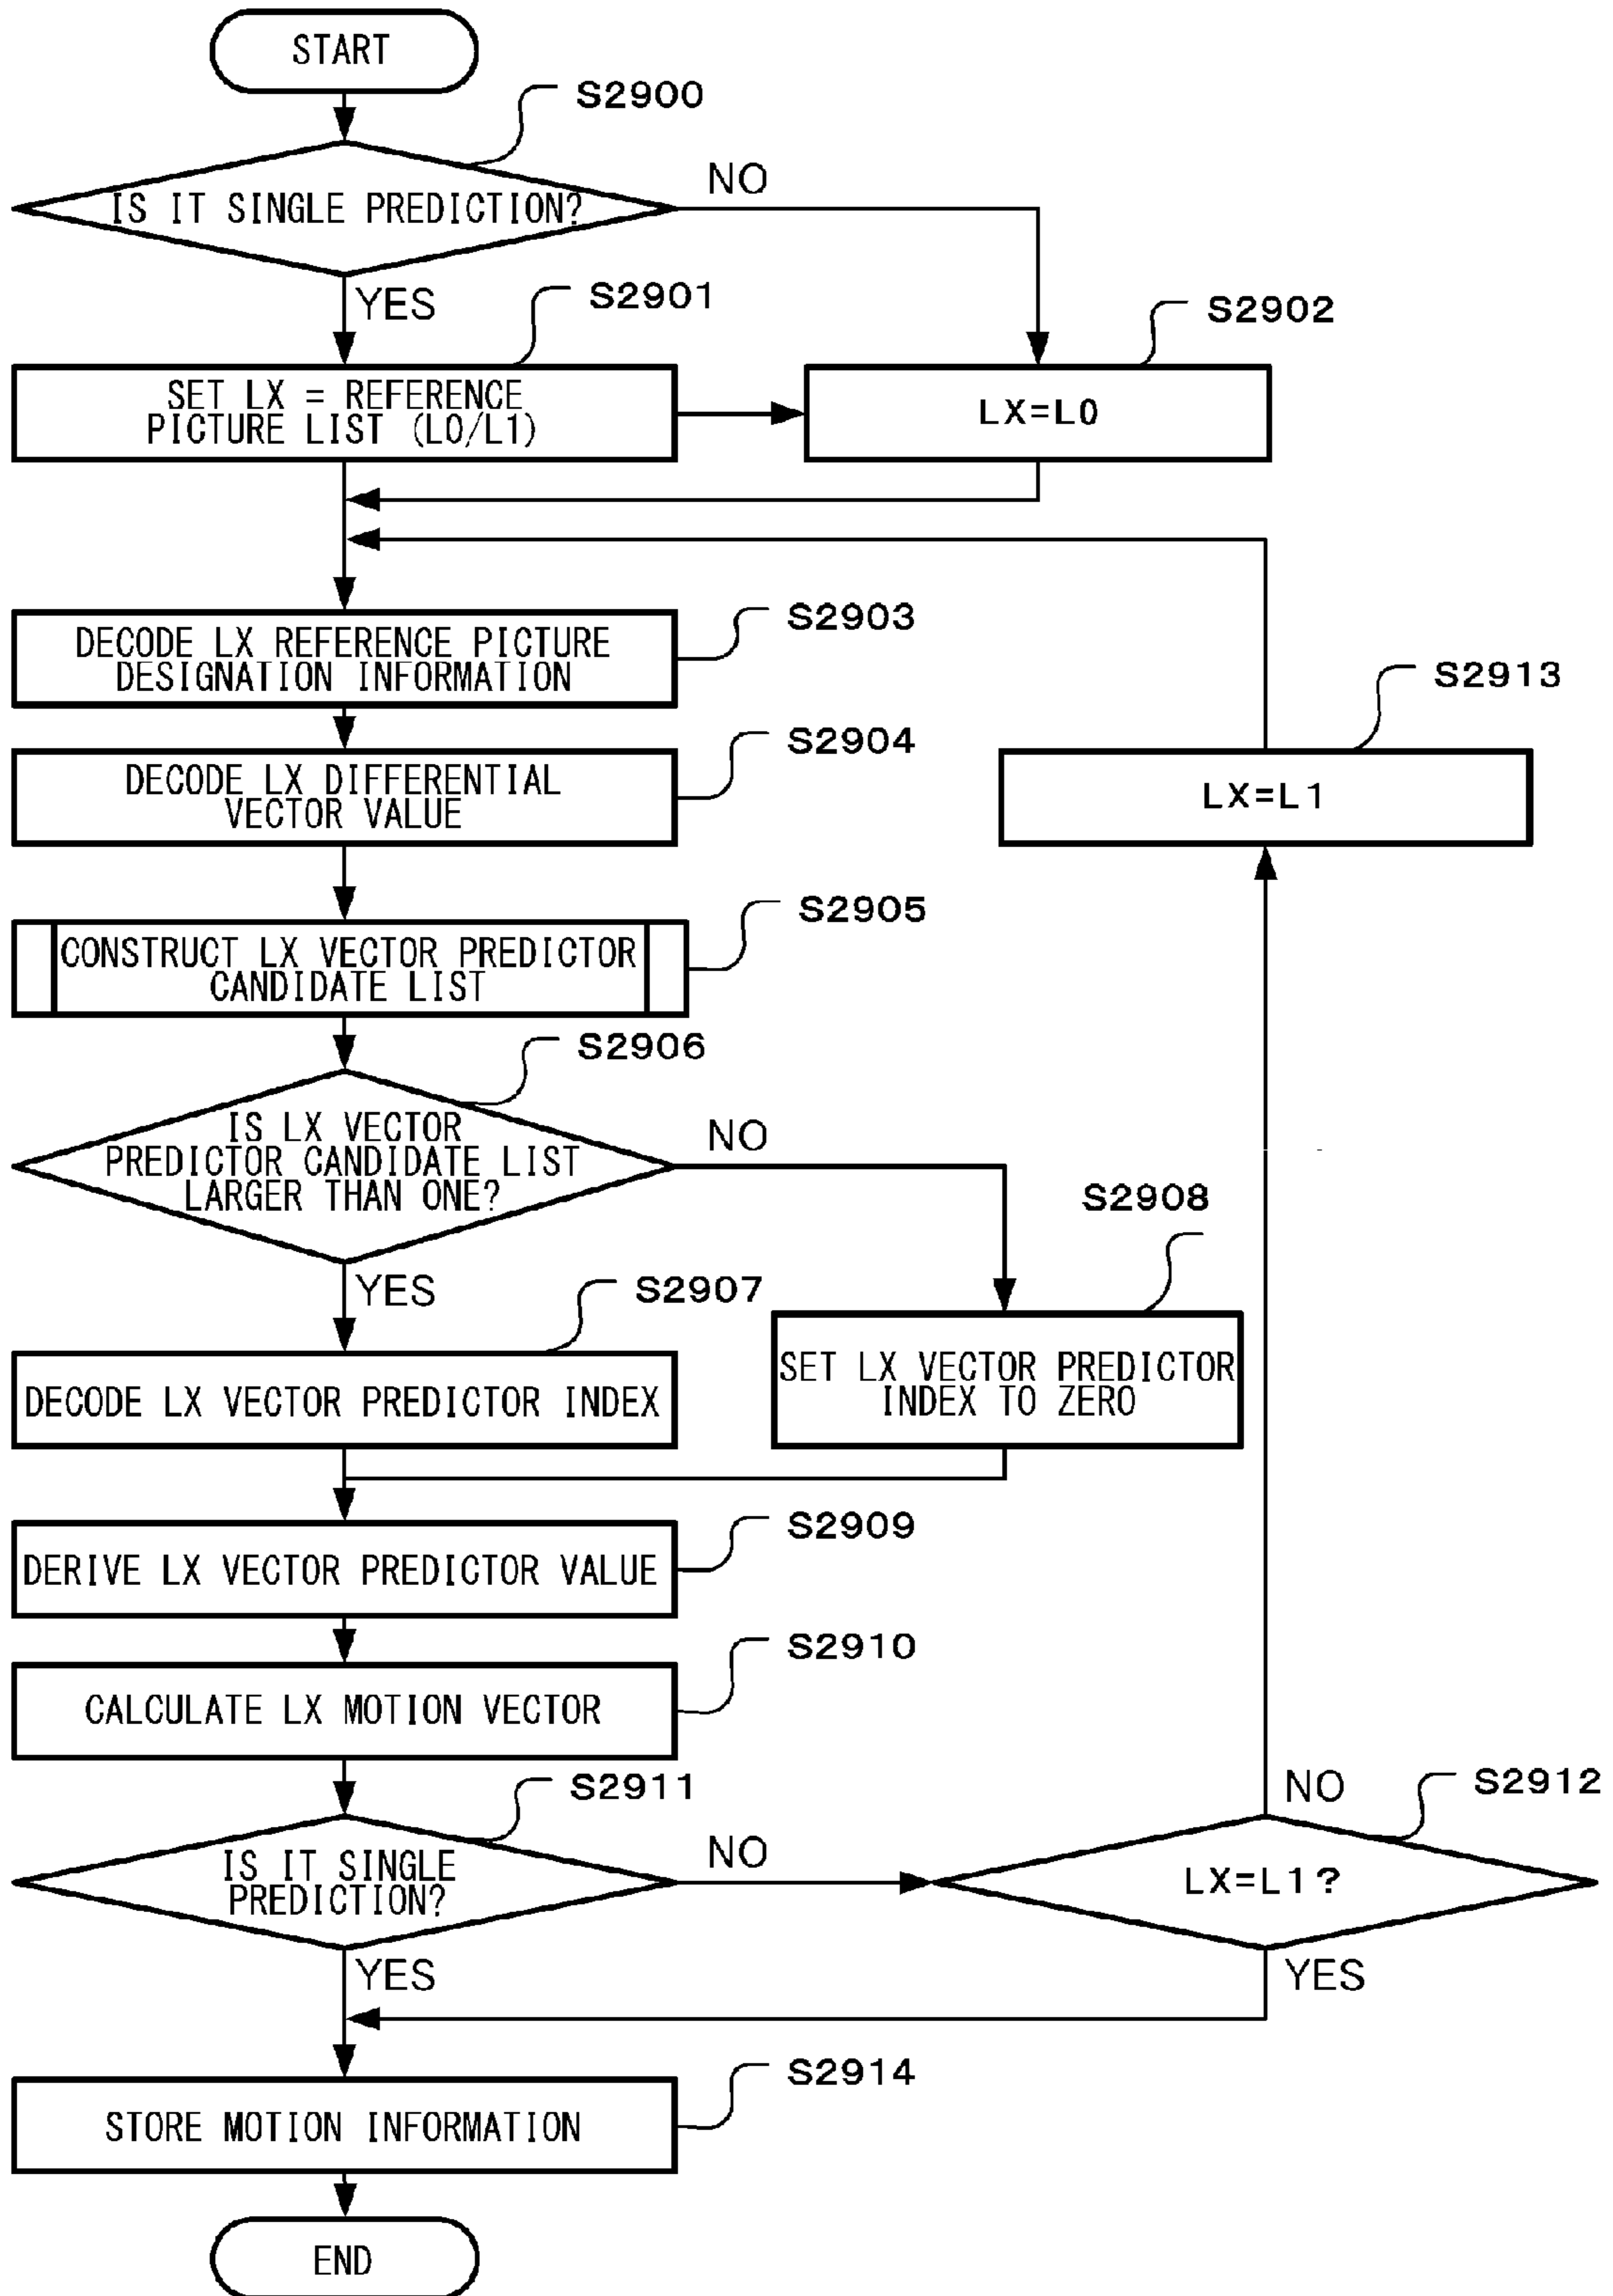 START
S2900
IS IT SINGLE PREDICTION?
NO
YES
S2901
S2902
SET LX = REFERENCE
PICTURE LIST (L0/L1)
LX=L0
S2903
DECODE LX REFERENCE PICTURE
DESIGNATION INFORMATION
S2913
S2904
DECODE LX DIFFERENTIAL
VECTOR VALUE
LX=L1
S2905
CONSTRUCT LX VECTOR PREDICTOR
CANDIDATE LIST
S2906
IS LX VECTOR
PREDICTOR CANDIDATE LIST
LARGER THAN ONE?
NO
S2908
YES
S2907
SET LX VECTOR PREDICTOR
INDEX TO ZERO
DECODE LX VECTOR PREDICTOR INDEX
S2909
DERIVE LX VECTOR PREDICTOR VALUE
S2910
CALCULATE LX MOTION VECTOR
S2911
NO
S2912
IS IT SINGLE
PREDICTION?
NO
LX=L1?
YES
YES
S2914
STORE MOTION INFORMATION
END